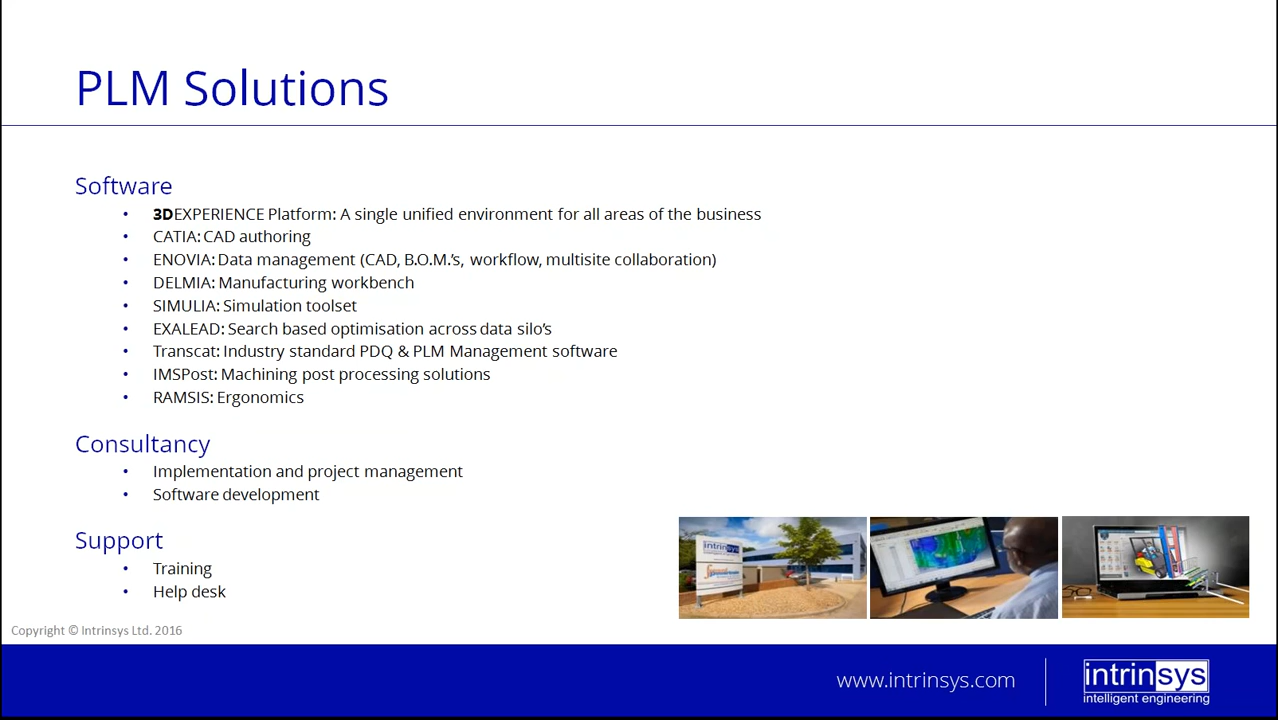 PLM Solutions
Software
• 3DEXPERIENCE Platform: A single unified environment for all areas of the business
• CATIA: CAD authoring
• ENOVIA: Data management (CAD, B.O.M.’s, workflow, multisite collaboration)
• DELMIA: Manufacturing workbench
• SIMULIA: Simulation toolset
• EXALEAD: Search based optimisation across data silo’s
• Transcat: Industry standard PDQ & PLM Management software
• IMSPost: Machining post processing solutions
• RAMSIS: Ergonomics
Consultancy
• Implementation and project management
• Software development
Support
• Training
• Help desk
intrinsys
Copyright © Intrinsys Ltd. 2016
www.intrinsys.com
intrinsys
intelligent engineering